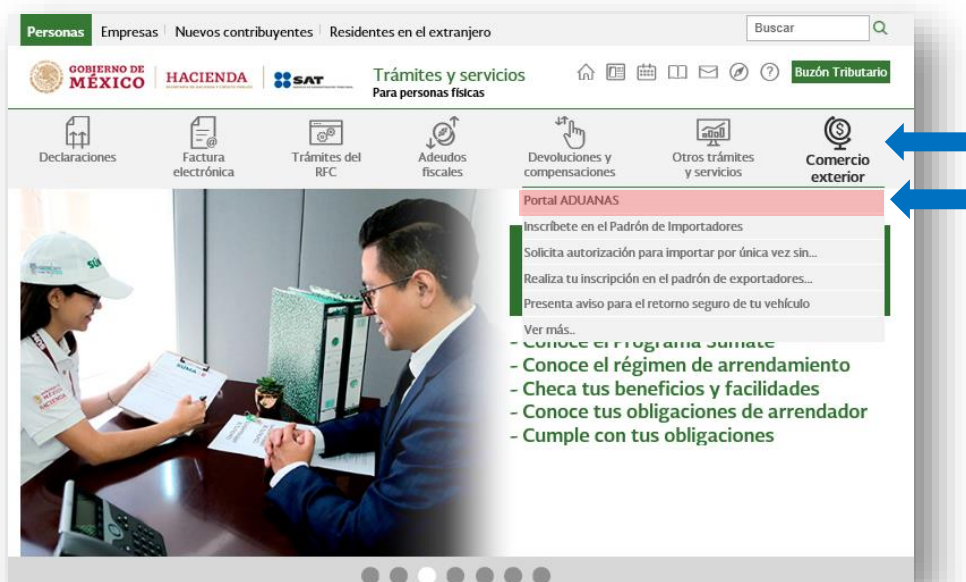 Personas Empresas Nuevos contribuyentes Residentes en el extranjero
Buscar
GOBIERNO DE
MÉXICO
HACIENDA
SAT
Trámites y servicios
Para personas físicas
Buzón Tributario
Declaraciones
Factura
electrónica
Trámites del
RFC
Adeudos
fiscales
Devoluciones y
compensaciones
Otros trámites
y servicios
Comercio
exterior
Portal ADUANAS
Inscríbete en el Padrón de Importadores
Solicita autorización para importar por única vez sin...
Realiza tu inscripción en el padrón de exportadores...
Presenta aviso para el retorno seguro de tu vehículo
Ver más..
- Conoce el Programa Súmate
- Conoce el régimen de arrendamiento
- Checa tus beneficios y facilidades
- Conoce tus obligaciones de arrendador
- Cumple con tus obligaciones